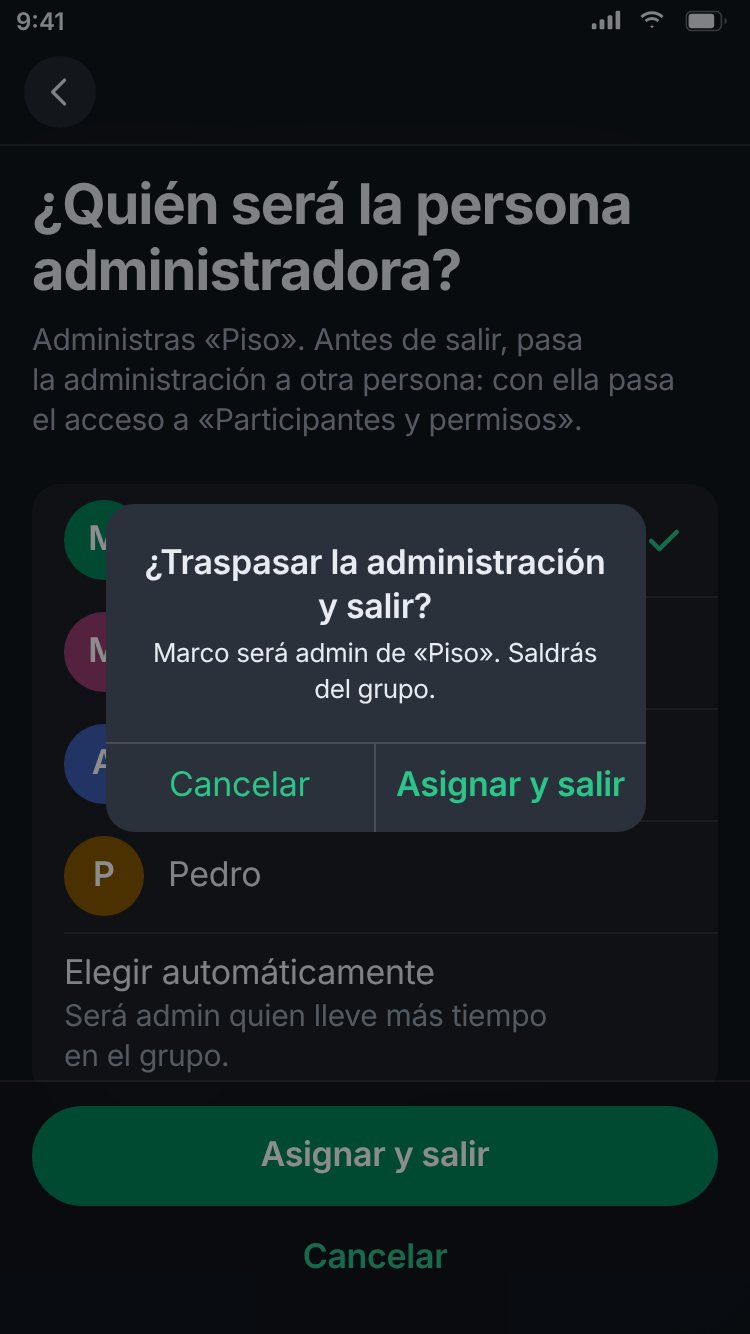 9:41
¿Quién será la persona
administradora?
Administras «Piso». Antes de salir, pasa
la administración a otra persona: con ella pasa
el acceso a «Participantes y permisos».
M
¿Traspasar la administración
y salir?
Marco será admin de «Piso». Saldrás
del grupo.
M
A
Cancelar
Asignar y salir
P
Pedro
Elegir automáticamente
Será admin quien lleve más tiempo
en el grupo.
Asignar y salir
Cancelar